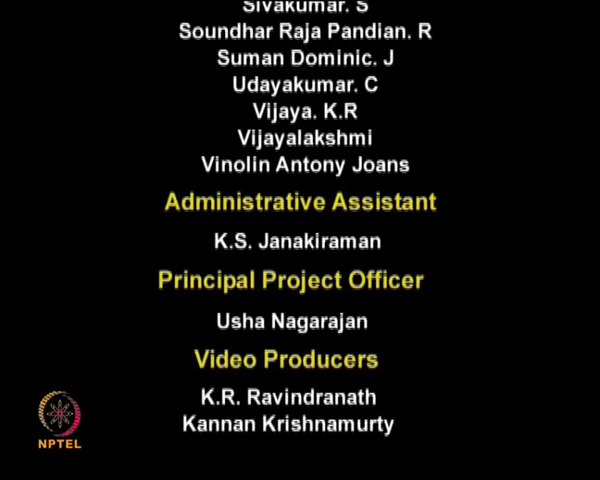 Sivakumar. S
Soundhar Raja Pandian. R
Suman Dominic. J
Udayakumar. C
Vijaya. K.R
Vijayalakshmi
Vinolin Antony Joans
Administrative Assistant
K.S. Janakiraman
Principal Project Officer
Usha Nagarajan
Video Producers
K.R. Ravindranath
Kannan Krishnamurty
NPTEL